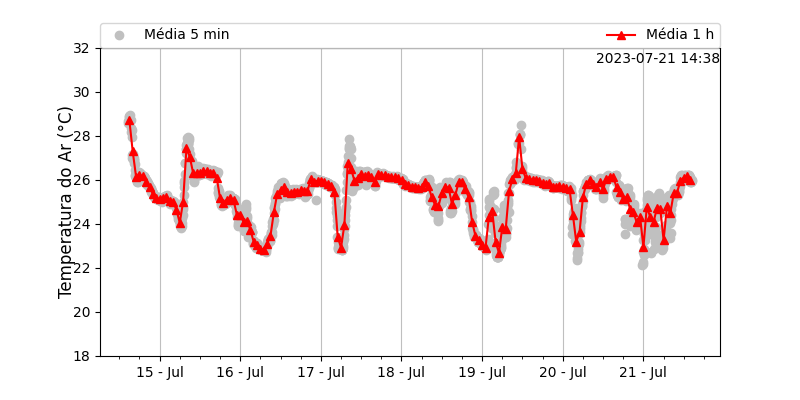 Média 5 min
Média 1 h
2023-07-21 14:38
Temperatura do Ar (°C)
32
30
28
26
24
22
20
18
15 - Jul
16 - Jul
17 - Jul
18 - Jul
19 - Jul
20 - Jul
21 - Jul